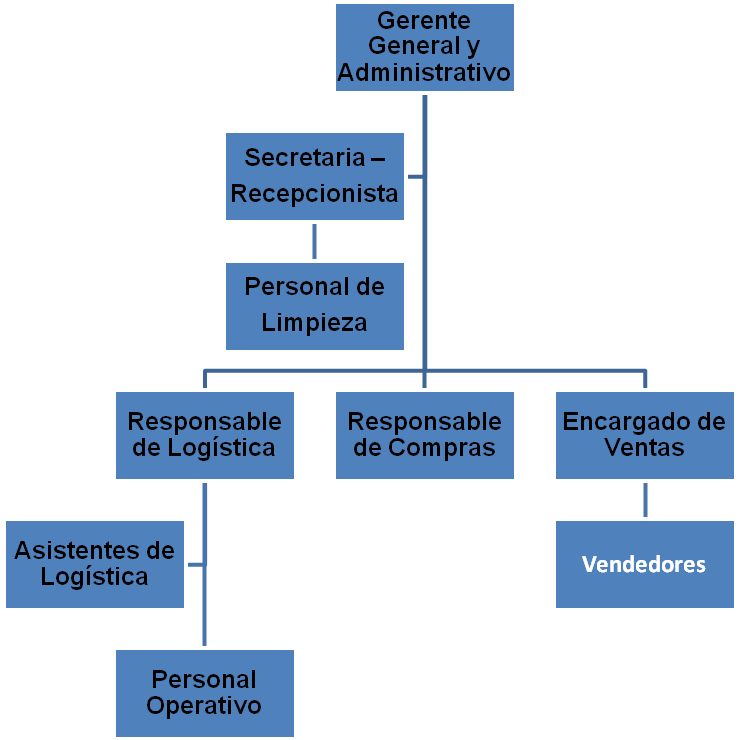 Gerente
General y
Administrativo
Secretaria –
Recepcionista
Personal de
Limpieza
Responsable
de Logística
Responsable
de Compras
Encargado de
Ventas
Asistentes de
Logística
Vendedores
Personal
Operativo